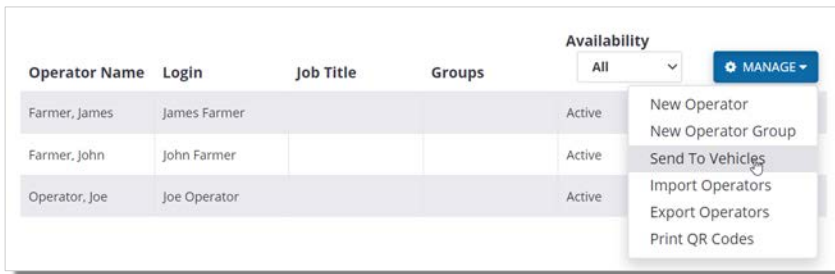 Availability
Operator Name Login Job Title Groups All MANAGE
Farmer, James James Farmer Active New Operator
New Operator Group
Farmer, John John Farmer Active Send To Vehicles
Import Operators
Operator, Joe Joe Operator Active Export Operators
Print QR Codes